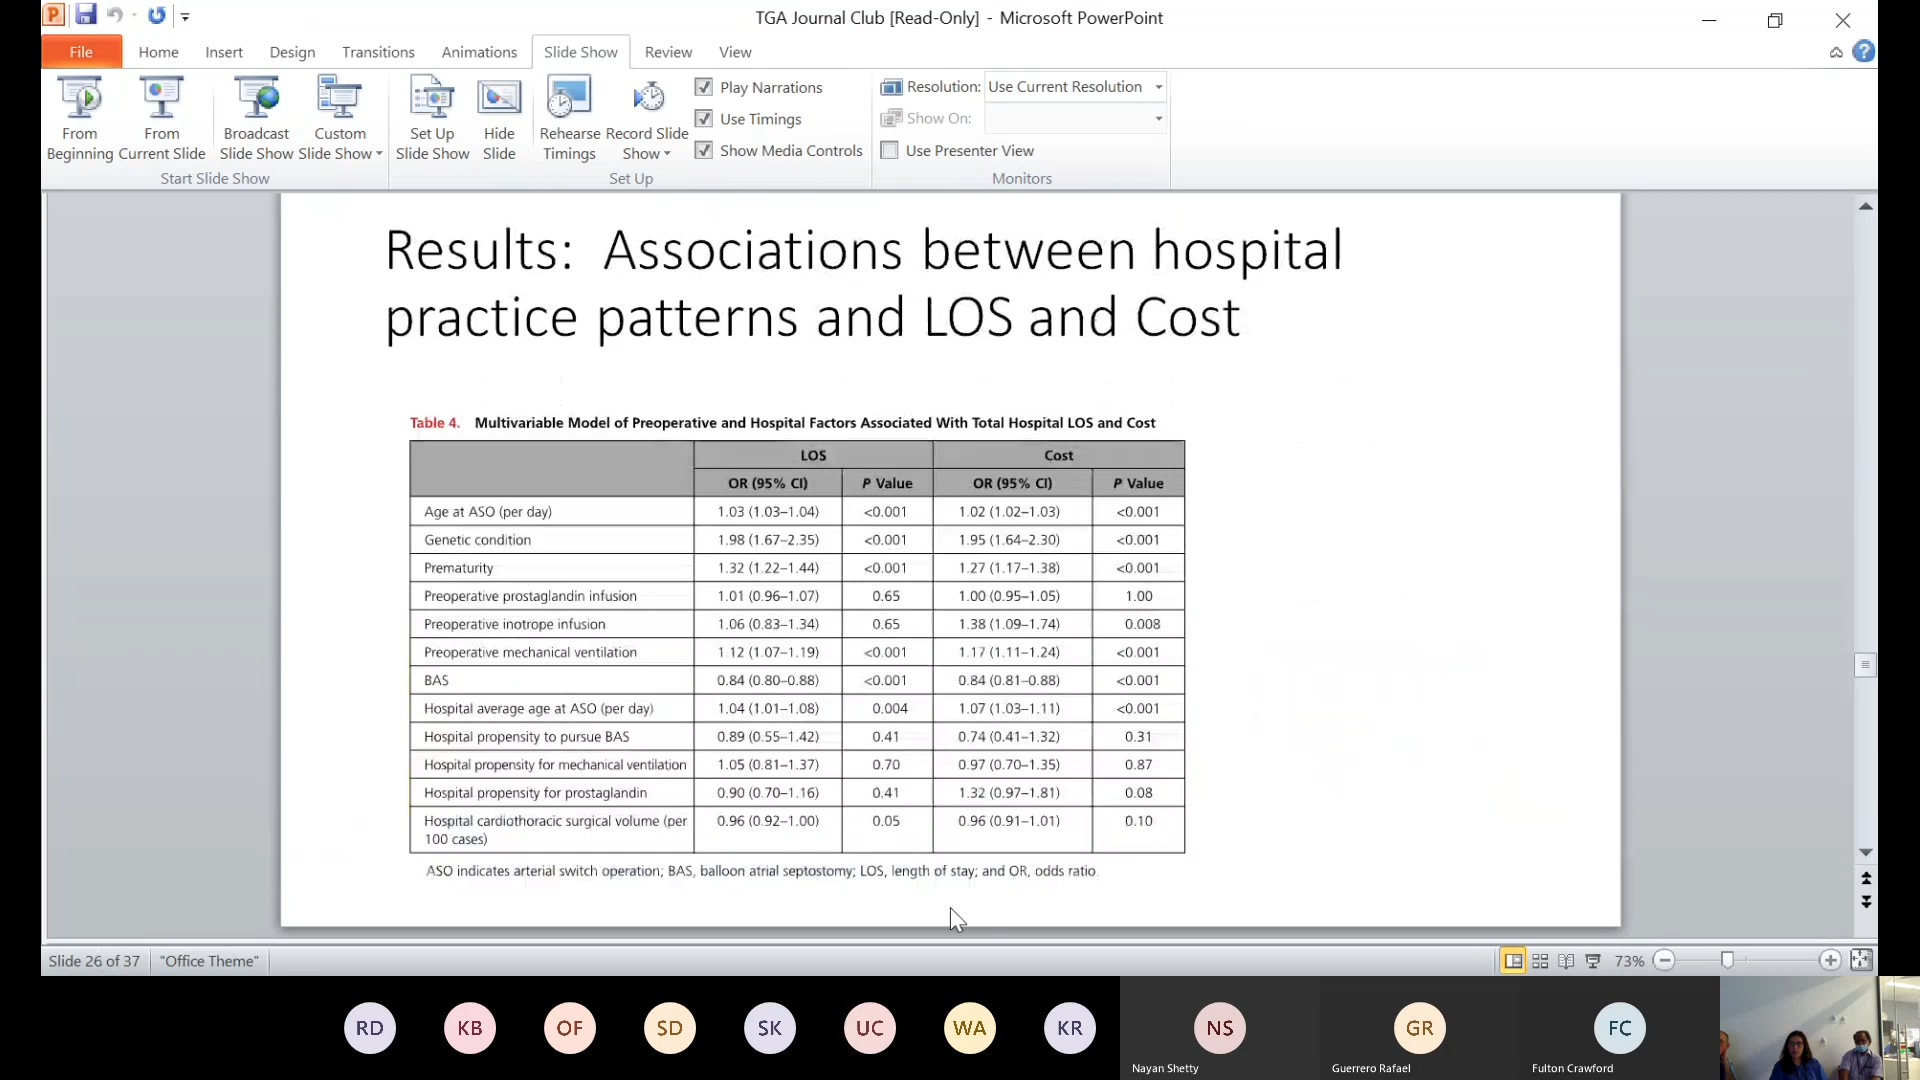 TGA Journal Club [Read-Only] - Microsoft PowerPoint
File Home Insert Design Transitions Animations Slide Show Review View
From Beginning
From Current Slide
Broadcast Slide Show
Custom Slide Show
Set Up Slide Show
Hide Slide
Rehearse Timings
Record Slide Show
Play Narrations
Use Timings
Show Media Controls
Resolution: Use Current Resolution
Show On:
Use Presenter View
Start Slide Show
Set Up
Monitors
Results: Associations between hospital
practice patterns and LOS and Cost
Table 4. Multivariable Model of Preoperative and Hospital Factors Associated With Total Hospital LOS and Cost
LOS Cost
OR (95% CI) P Value OR (95% CI) P Value
Age at ASO (per day) 1.03 (1.03–1.04) <0.001 1.02 (1.02–1.03) <0.001
Genetic condition 1.98 (1.67–2.35) <0.001 1.95 (1.64–2.30) <0.001
Prematurity 1.32 (1.22–1.44) <0.001 1.27 (1.17–1.38) <0.001
Preoperative prostaglandin infusion 1.01 (0.96–1.07) 0.65 1.00 (0.95–1.05) 1.00
Preoperative inotrope infusion 1.06 (0.83–1.34) 0.65 1.38 (1.09–1.74) 0.008
Preoperative mechanical ventilation 1 12 (1.07–1.19) <0.001 1.17 (1.11–1.24) <0.001
BAS 0.84 (0.80–0.88) <0.001 0.84 (0.81–0.88) <0.001
Hospital average age at ASO (per day) 1.04 (1.01–1.08) 0.004 1.07 (1.03–1.11) <0.001
Hospital propensity to pursue BAS 0.89 (0.55–1.42) 0.41 0.74 (0.41–1.32) 0.31
Hospital propensity for mechanical ventilation 1.05 (0.81–1.37) 0.70 0.97 (0.70–1.35) 0.87
Hospital propensity for prostaglandin 0.90 (0.70–1.16) 0.41 1.32 (0.97–1.81) 0.08
Hospital cardiothoracic surgical volume (per 0.96 (0.92–1.00) 0.05 0.96 (0.91–1.01) 0.10
100 cases)
ASO indicates arterial switch operation; BAS, balloon atrial septostomy; LOS, length of stay; and OR, odds ratio.
Slide 26 of 37 "Office Theme" 73%
RD KB OF SD SK UC WA KR NS GR FC
Nayan Shetty Guerrero Rafael Fulton Crawford